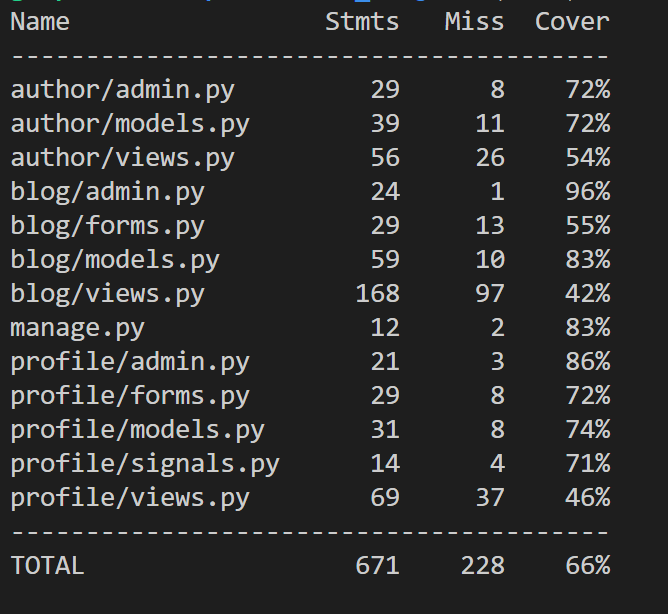 Name Stmts Miss Cover
----------------------------------------
author/admin.py 29 8 72%
author/models.py 39 11 72%
author/views.py 56 26 54%
blog/admin.py 24 1 96%
blog/forms.py 29 13 55%
blog/models.py 59 10 83%
blog/views.py 168 97 42%
manage.py 12 2 83%
profile/admin.py 21 3 86%
profile/forms.py 29 8 72%
profile/models.py 31 8 74%
profile/signals.py 14 4 71%
profile/views.py 69 37 46%
----------------------------------------
TOTAL 671 228 66%